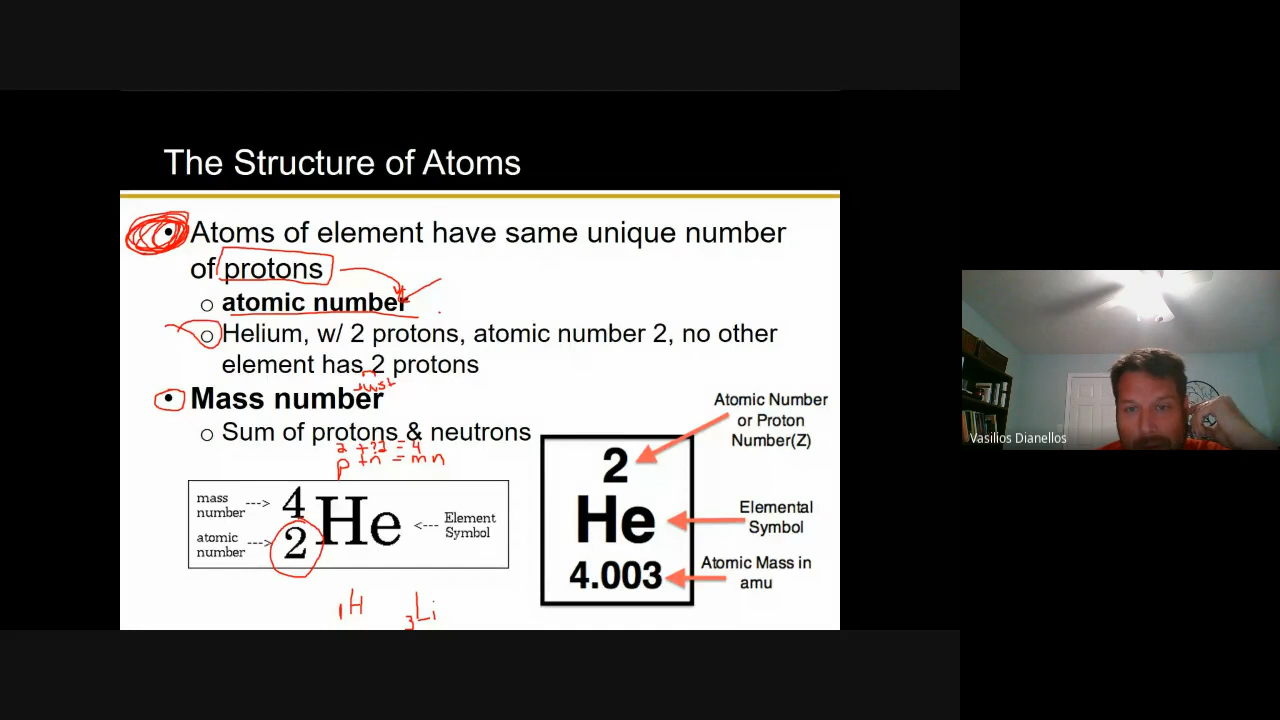 The Structure of Atoms
• Atoms of element have same unique number
of protons
○ atomic number
○ Helium, w/ 2 protons, atomic number 2, no other
element has 2 protons
• Mass number
○ Sum of protons & neutrons
2 + ?2 = 4
p + n = m n
mass
number --->
4
He
<--- Element
Symbol
atomic
number --->
2
1H 3Li
Atomic Number
or Proton
Number(Z)
2
He
Elemental
Symbol
4.003
Atomic Mass in
amu
Vasilios Dianellos